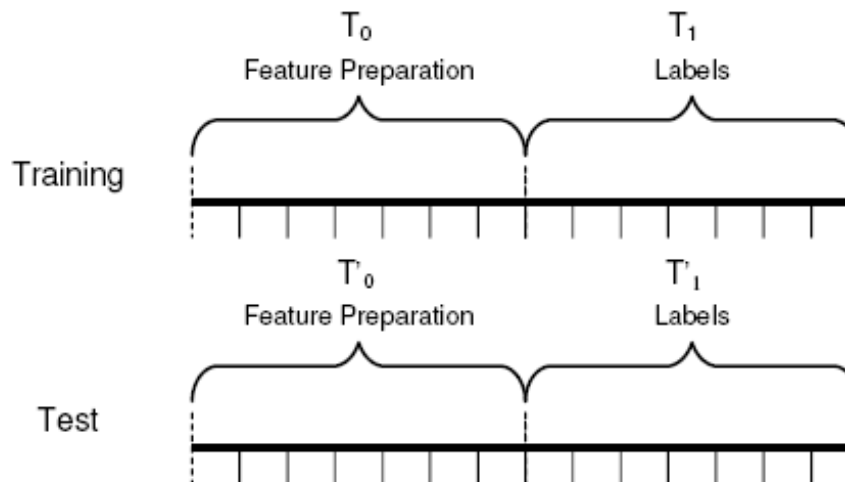 T0 T1
Feature Preparation Labels
Training
T'0 T'1
Feature Preparation Labels
Test